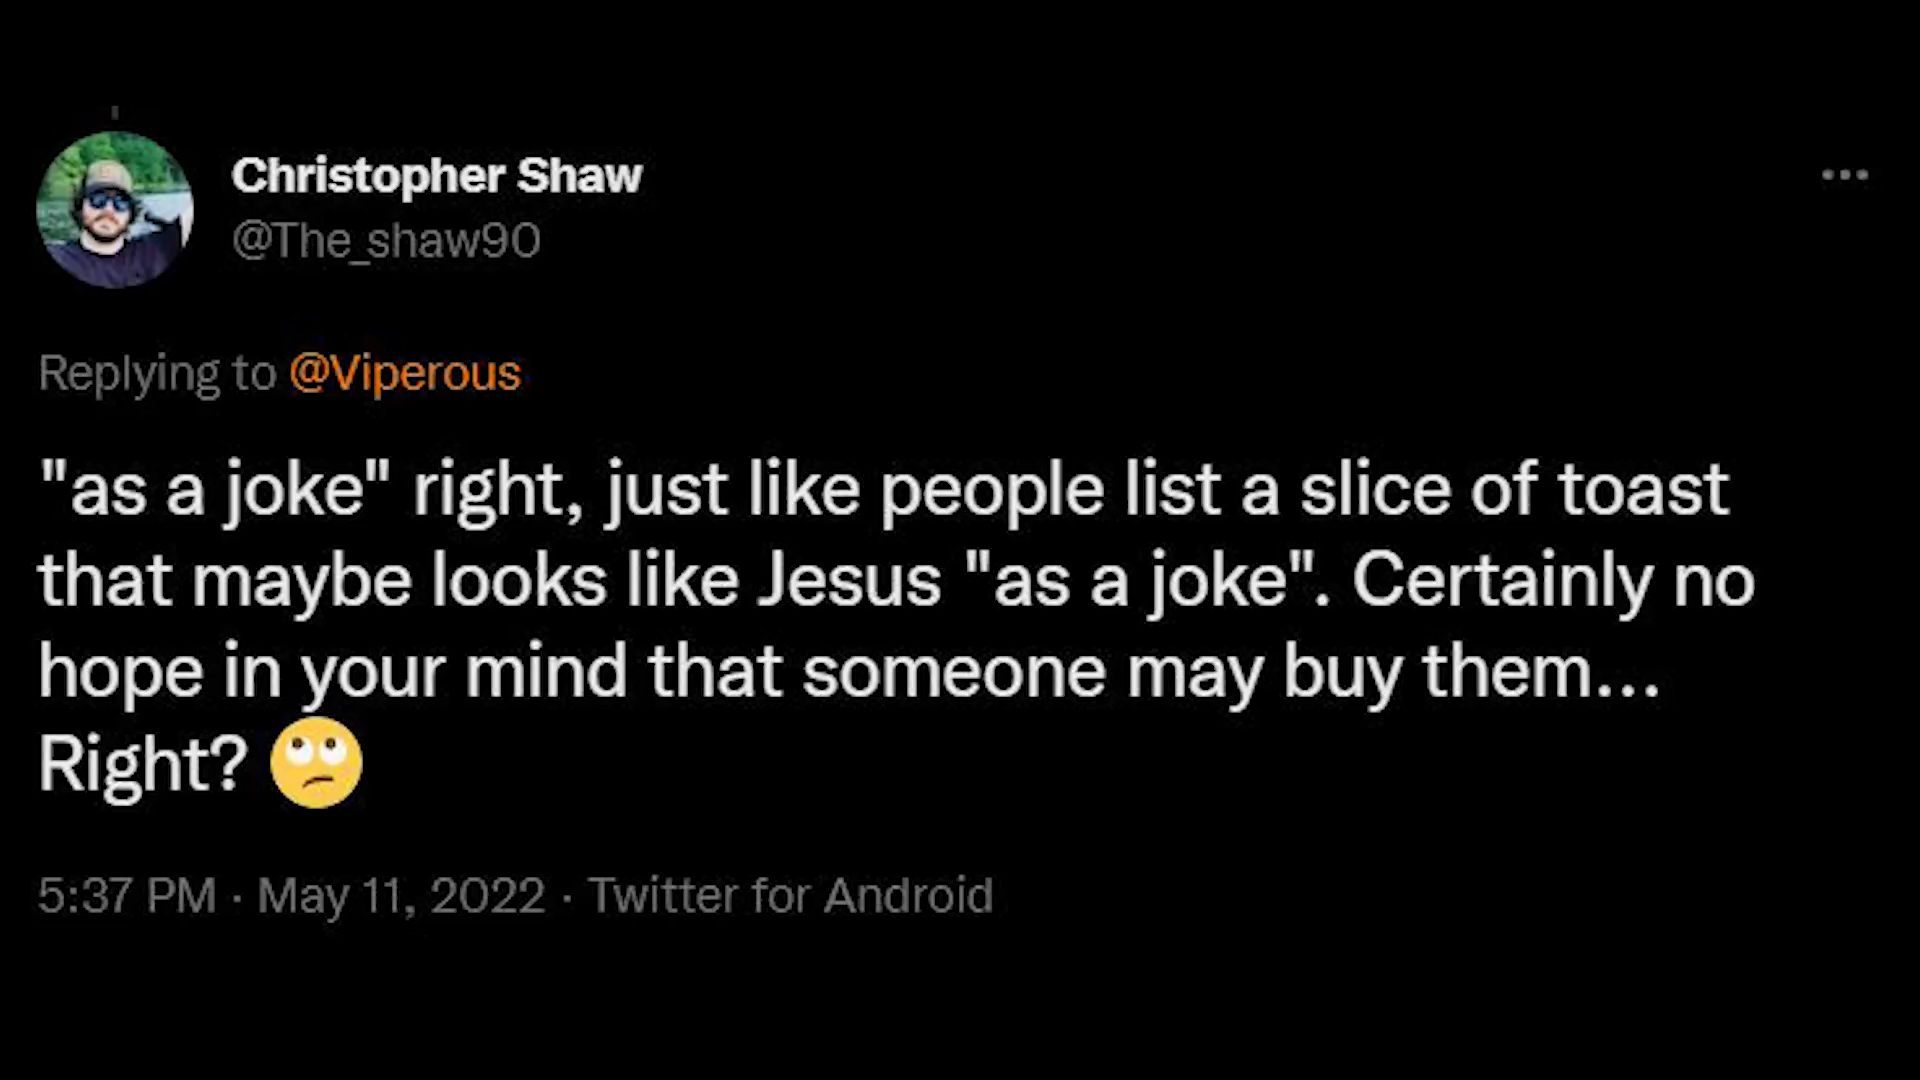 Christopher Shaw
@The_shaw90
Replying to @Viperous
"as a joke" right, just like people list a slice of toast
that maybe looks like Jesus "as a joke". Certainly no
hope in your mind that someone may buy them...
Right? 🙄
5:37 PM · May 11, 2022 · Twitter for Android